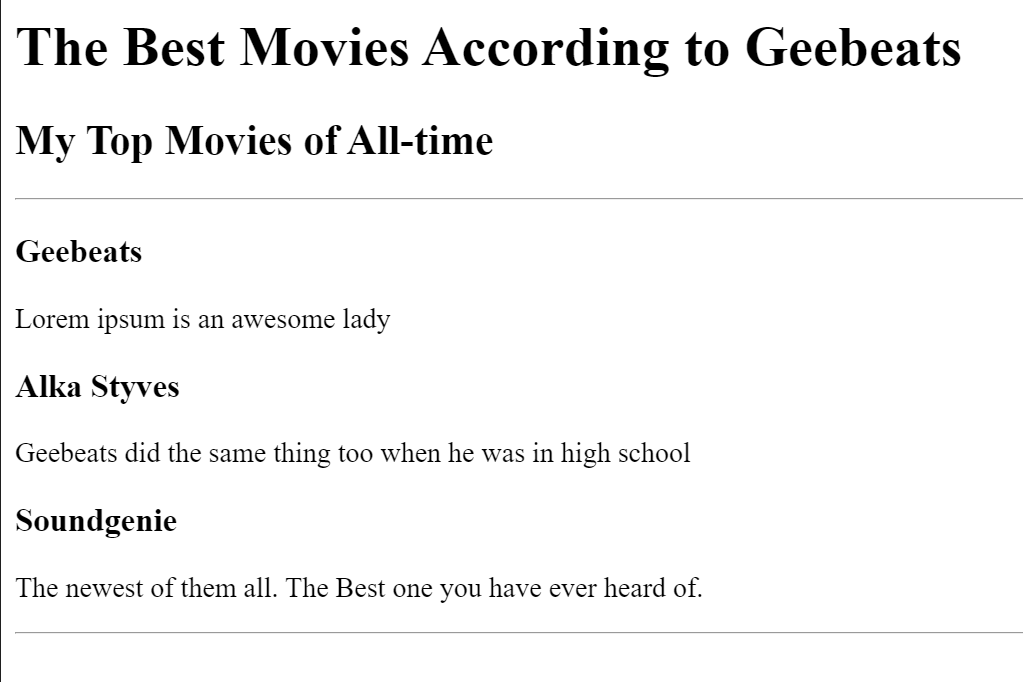 The Best Movies According to Geebeats
My Top Movies of All-time
Geebeats
Lorem ipsum is an awesome lady
Alka Styves
Geebeats did the same thing too when he was in high school
Soundgenie
The newest of them all. The Best one you have ever heard of.